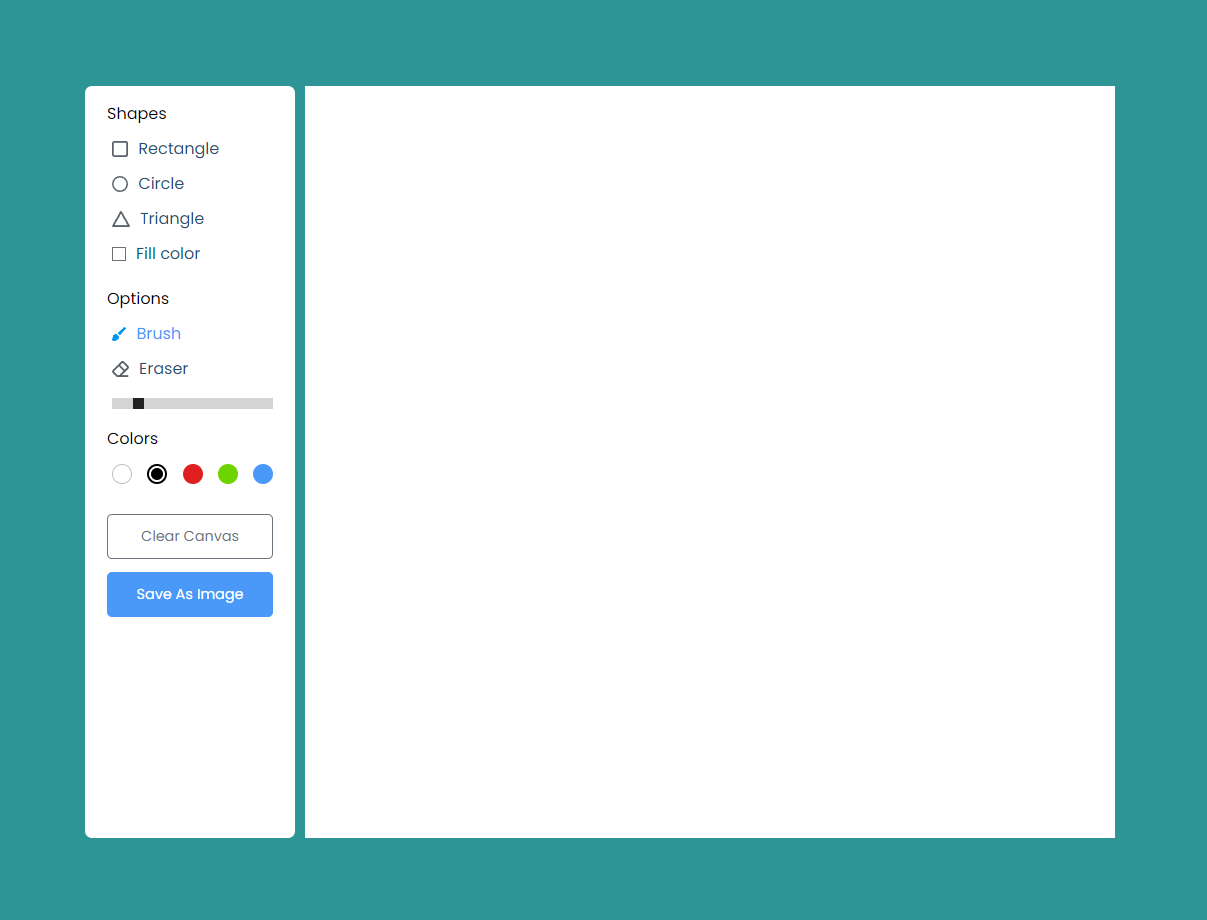 Shapes
Rectangle
Circle
Triangle
Fill color
Options
Brush
Eraser
Colors
Clear Canvas
Save As Image